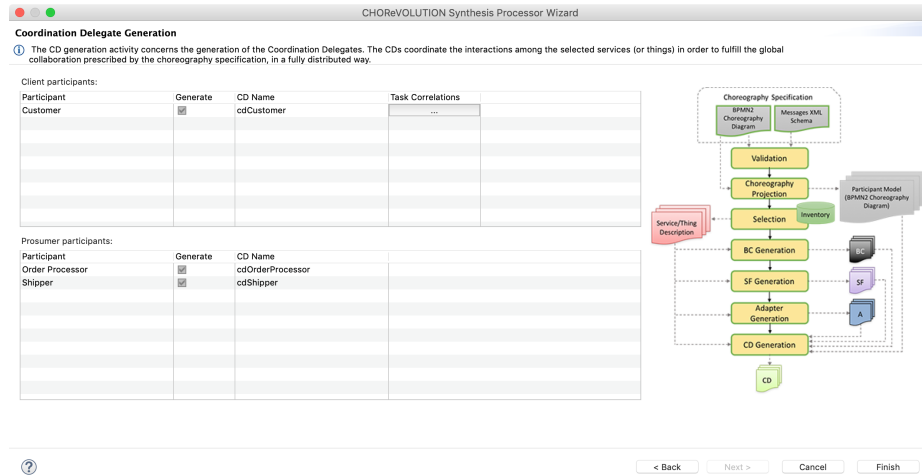 CHOReVOLUTION Synthesis Processor Wizard
Coordination Delegate Generation
The CD generation activity concerns the generation of the Coordination Delegates. The CDs coordinate the interactions among the selected services (or things) in order to fulfill the global
collaboration prescribed by the choreography specification, in a fully distributed way.
Client participants:
Participant Generate CD Name Task Correlations
Customer cdCustomer ...
Prosumer participants:
Participant Generate CD Name
Order Processor cdOrderProcessor
Shipper cdShipper
Choreography Specification
BPMN2
Choreography
Diagram
Messages XML
Schema
Validation
Choreography
Projection
Participant Model
(BPMN2 Choreography
Diagram)
Selection
Inventory
Service/Thing
Description
BC Generation
BC
SF Generation
SF
Adapter
Generation
A
CD Generation
CD
?
< Back Next > Cancel Finish